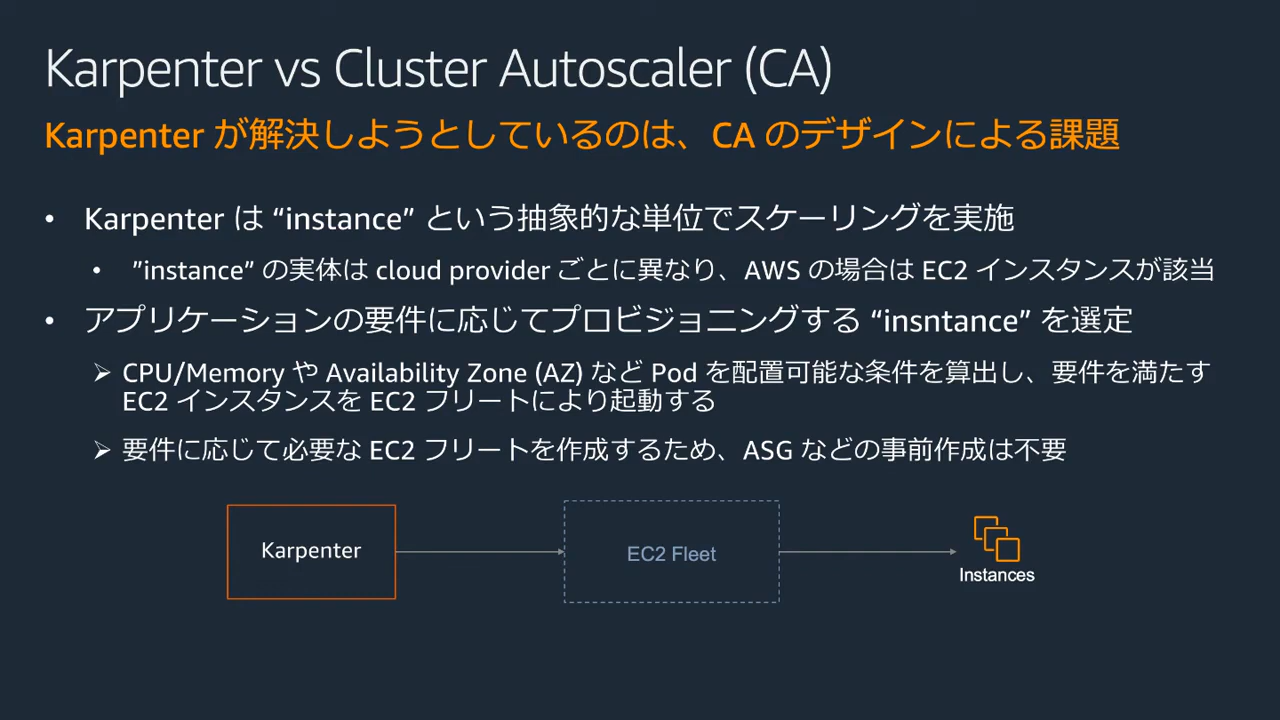 Karpenter vs Cluster Autoscaler (CA)
Karpenter が解決しようとしているのは、CA のデザインによる課題
• Karpenter は “instance” という抽象的な単位でスケーリングを実施
• ”instance” の実体は cloud provider ごとに異なり、AWS の場合は EC2 インスタンスが該当
• アプリケーションの要件に応じてプロビジョニングする “insntance” を選定
➢ CPU/Memory や Availability Zone (AZ) など Pod を配置可能な条件を算出し、要件を満たす
EC2 インスタンスを EC2 フリートにより起動する
➢ 要件に応じて必要な EC2 フリートを作成するため、ASG などの事前作成は不要
Karpenter
EC2 Fleet
Instances